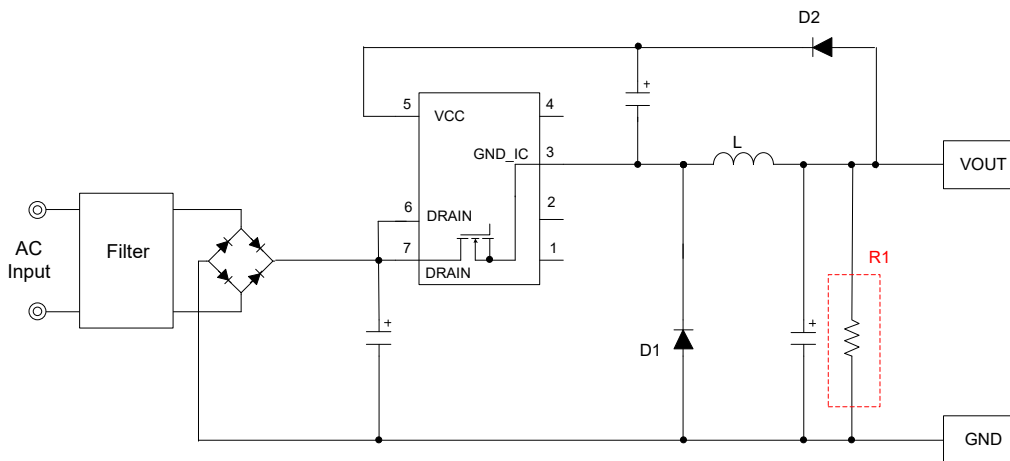 D2
5
VCC
4
+
GND_IC
3
L
VOUT
6
DRAIN
2
AC
Input
Filter
7
DRAIN
1
R1
+
D1
+
GND